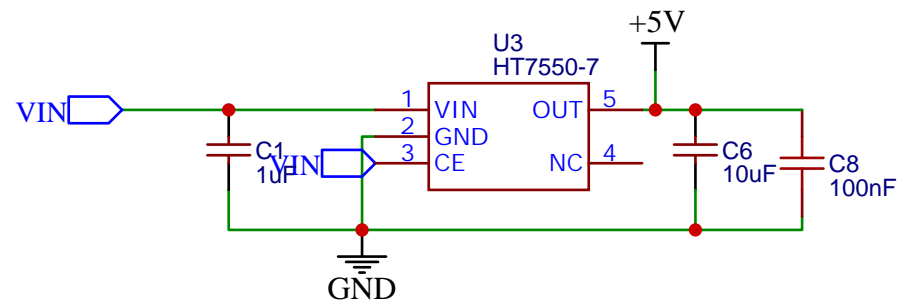 +5V
U3
HT7550-7
VIN
1
VIN
OUT
5
2
GND
3
CE
NC
4
C1
1uF
VIN
C6
10uF
C8
100nF
GND